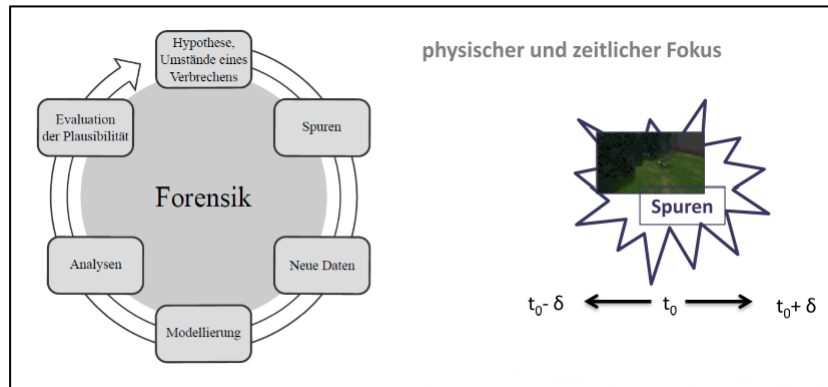 Hypothese,
Umstände eines
Verbrechens
physischer und zeitlicher Fokus
Evaluation
der Plausibilität
Spuren
Forensik
Analysen
Neue Daten
Modellierung
Spuren
t₀- δ
t₀
t₀+ δ